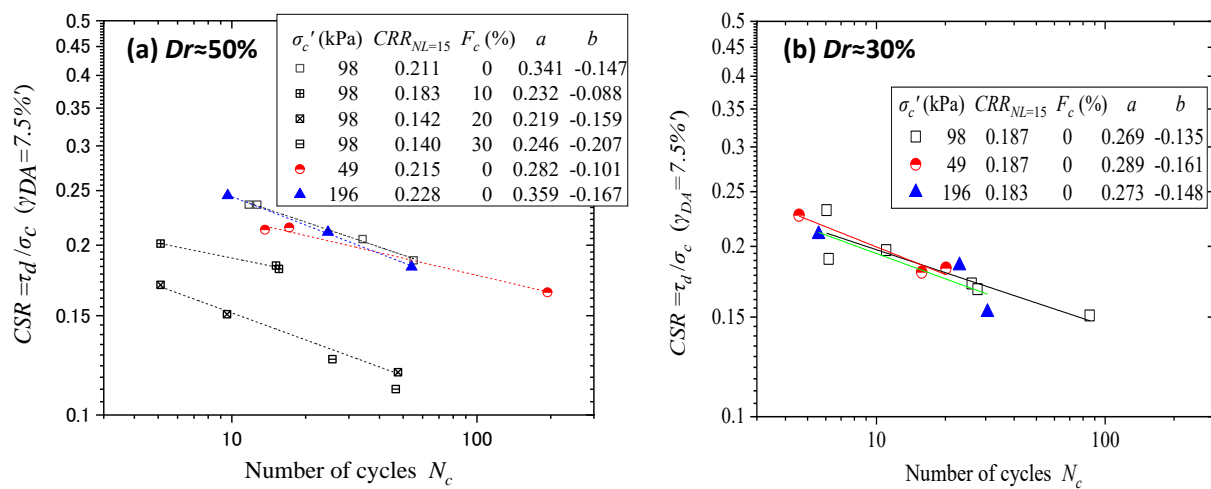 (a) Dr≈50%
σc' (kPa) CRRNL=15 Fc (%) a b
98 0.211 0 0.341 -0.147
98 0.183 10 0.232 -0.088
98 0.142 20 0.219 -0.159
98 0.140 30 0.246 -0.207
49 0.215 0 0.282 -0.101
196 0.228 0 0.359 -0.167
CSR =τd/σc (γDA=7.5%')
0.5
0.45
0.4
0.35
0.3
0.25
0.2
0.15
0.1
10 100
Number of cycles Nc
(b) Dr≈30%
σc' (kPa) CRRNL=15 Fc (%) a b
98 0.187 0 0.269 -0.135
49 0.187 0 0.289 -0.161
196 0.183 0 0.273 -0.148
CSR =τd/σc (γDA=7.5%')
0.5
0.45
0.4
0.35
0.3
0.25
0.2
0.15
0.1
10 100
Number of cycles Nc